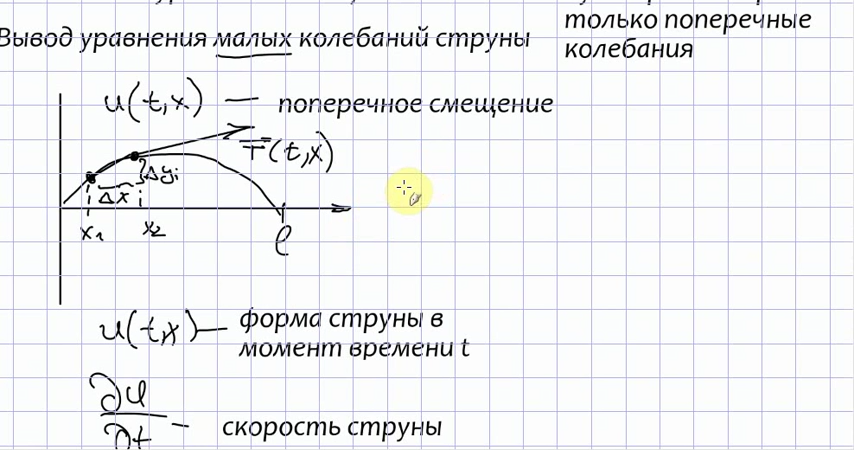 только поперечные
Вывод уравнения малых колебаний струны
колебания
u(t,x) — поперечное смещение
T(t,x)
Δyi
Δx
x1 x2 l
u(t,x) — форма струны в
момент времени t
∂u
∂t
— скорость струны